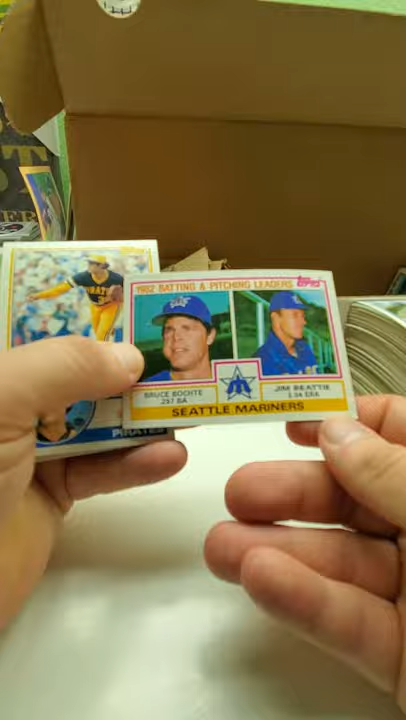 1982 BATTING & PITCHING LEADERS
Topps
BRUCE BOCHTE
.297 BA
JIM BEATTIE
3.34 ERA
SEATTLE MARINERS
PIRATES